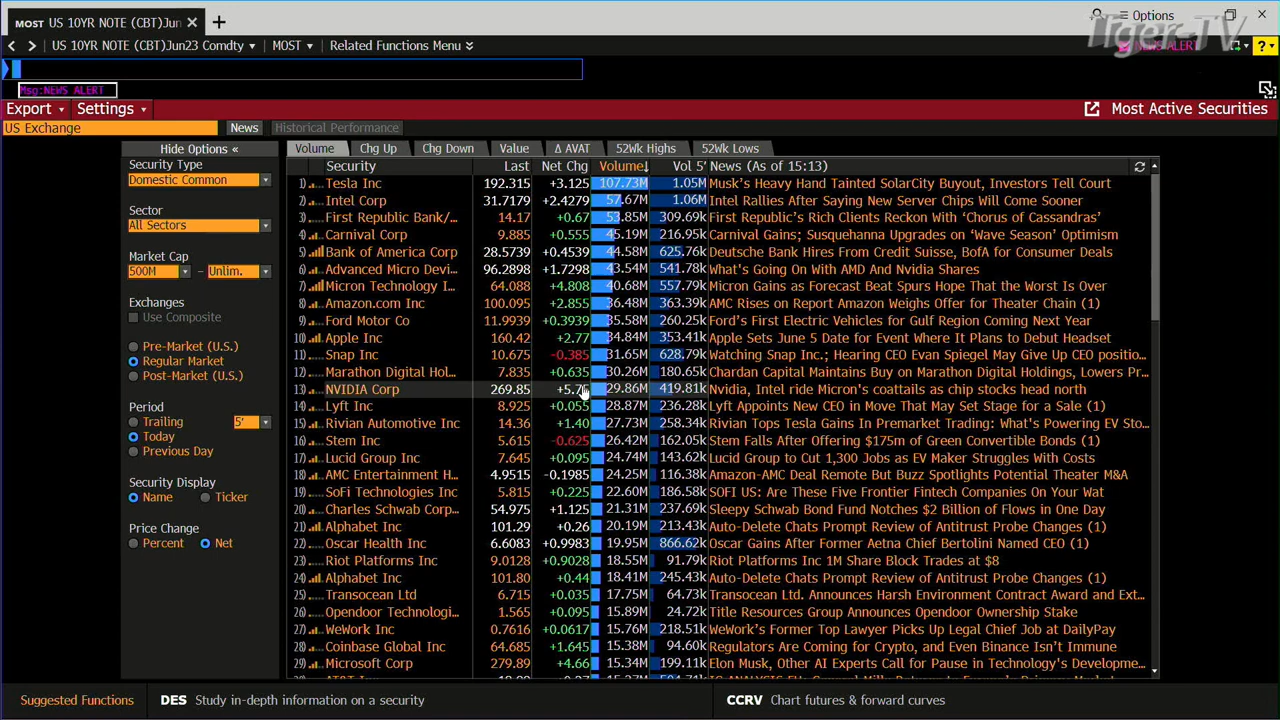 MOST US 10YR NOTE (CBT)Jun × +
Options
Tiger-TV
US 10YR NOTE (CBT)Jun23 Comdty MOST Related Functions Menu
NEWS ALERT
Msg:NEWS ALERT
Export Settings Most Active Securities
US Exchange News Historical Performance
Hide Options «
Security Type
Domestic Common
Sector
All Sectors
Market Cap
500M – Unlim.
Exchanges
Use Composite
Pre-Market (U.S.)
Regular Market
Post-Market (U.S.)
Period
Trailing 5'
Today
Previous Day
Security Display
Name Ticker
Price Change
Percent Net
Volume Chg Up Chg Down Value Δ AVAT 52Wk Highs 52Wk Lows
Security Last Net Chg Volume↓ Vol 5' News (As of 15:13)
1) Tesla Inc 192.315 +3.125 107.73M 1.05M Musk's Heavy Hand Tainted SolarCity Buyout, Investors Tell Court
2) Intel Corp 31.7179 +2.4279 57.67M 1.06M Intel Rallies After Saying New Server Chips Will Come Sooner
3) First Republic Bank/... 14.17 +0.67 53.85M 309.69k First Republic's Rich Clients Reckon With 'Chorus of Cassandras'
4) Carnival Corp 9.885 +0.555 45.19M 216.95k Carnival Gains; Susquehanna Upgrades on 'Wave Season' Optimism
5) Bank of America Corp 28.5739 +0.4539 44.58M 625.76k Deutsche Bank Hires From Credit Suisse, BofA for Consumer Deals
6) Advanced Micro Devi... 96.2898 +1.7298 43.54M 541.78k What's Going On With AMD And Nvidia Shares
7) Micron Technology I... 64.088 +4.808 40.68M 557.79k Micron Gains as Forecast Beat Spurs Hope That the Worst Is Over
8) Amazon.com Inc 100.095 +2.855 36.48M 363.39k AMC Rises on Report Amazon Weighs Offer for Theater Chain (1)
9) Ford Motor Co 11.9939 +0.3939 35.58M 260.25k Ford's First Electric Vehicles for Gulf Region Coming Next Year
10) Apple Inc 160.42 +2.77 34.84M 353.41k Apple Sets June 5 Date for Event Where It Plans to Debut Headset
11) Snap Inc 10.675 -0.385 31.65M 628.79k Watching Snap Inc.; Hearing CEO Evan Spiegel May Give Up CEO positio...
12) Marathon Digital Hol... 7.835 +0.635 30.26M 180.65k Chardan Capital Maintains Buy on Marathon Digital Holdings, Lowers Pr...
13) NVIDIA Corp 269.85 29.86M 419.81k Nvidia, Intel ride Micron's coattails as chip stocks head north
14) Lyft Inc 8.925 +0.055 28.87M 236.28k Lyft Appoints New CEO in Move That May Set Stage for a Sale (1)
15) Rivian Automotive Inc 14.36 +1.40 27.73M 258.34k Rivian Tops Tesla Gains In Premarket Trading: What's Powering EV Sto...
16) Stem Inc 5.615 -0.625 26.42M 162.05k Stem Falls After Offering $175m of Green Convertible Bonds (1)
17) Lucid Group Inc 7.645 +0.095 24.74M 143.62k Lucid Group to Cut 1,300 Jobs as EV Maker Struggles With Costs
18) AMC Entertainment H... 4.9515 -0.1985 24.25M 116.38k Amazon-AMC Deal Remote But Buzz Spotlights Potential Theater M&A
19) SoFi Technologies Inc 5.815 +0.225 22.60M 186.58k SOFI US: Are These Five Frontier Fintech Companies On Your Wat
20) Charles Schwab Corp... 54.975 +1.125 21.31M 237.69k Sleepy Schwab Bond Fund Notches $2 Billion of Flows in One Day
21) Alphabet Inc 101.29 +0.26 20.19M 213.43k Auto-Delete Chats Prompt Review of Antitrust Probe Changes (1)
22) Oscar Health Inc 6.6083 +0.9983 19.95M 866.62k Oscar Gains After Former Aetna Chief Bertolini Named CEO (1)
23) Riot Platforms Inc 9.0128 +0.9028 18.55M 91.79k Riot Platforms Inc 1M Share Block Trades at $8
24) Alphabet Inc 101.80 +0.44 18.41M 245.43k Auto-Delete Chats Prompt Review of Antitrust Probe Changes (1)
25) Transocean Ltd 6.715 +0.035 17.75M 64.73k Transocean Ltd. Announces Harsh Environment Contract Award and Ext...
26) Opendoor Technologi... 1.565 +0.095 15.89M 24.72k Title Resources Group Announces Opendoor Ownership Stake
27) WeWork Inc 0.7616 +0.0617 15.76M 218.51k WeWork's Former Top Lawyer Picks Up Legal Chief Job at DailyPay
28) Coinbase Global Inc 64.685 +1.645 15.34M 94.60k Regulators Are Coming for Crypto, and Even Binance Isn't Immune
29) Microsoft Corp 279.89 +4.66 15.34M 199.11k Elon Musk, Other AI Experts Call for Pause in Technology's Developme...
Suggested Functions DES Study in-depth information on a security CCRV Chart futures & forward curves